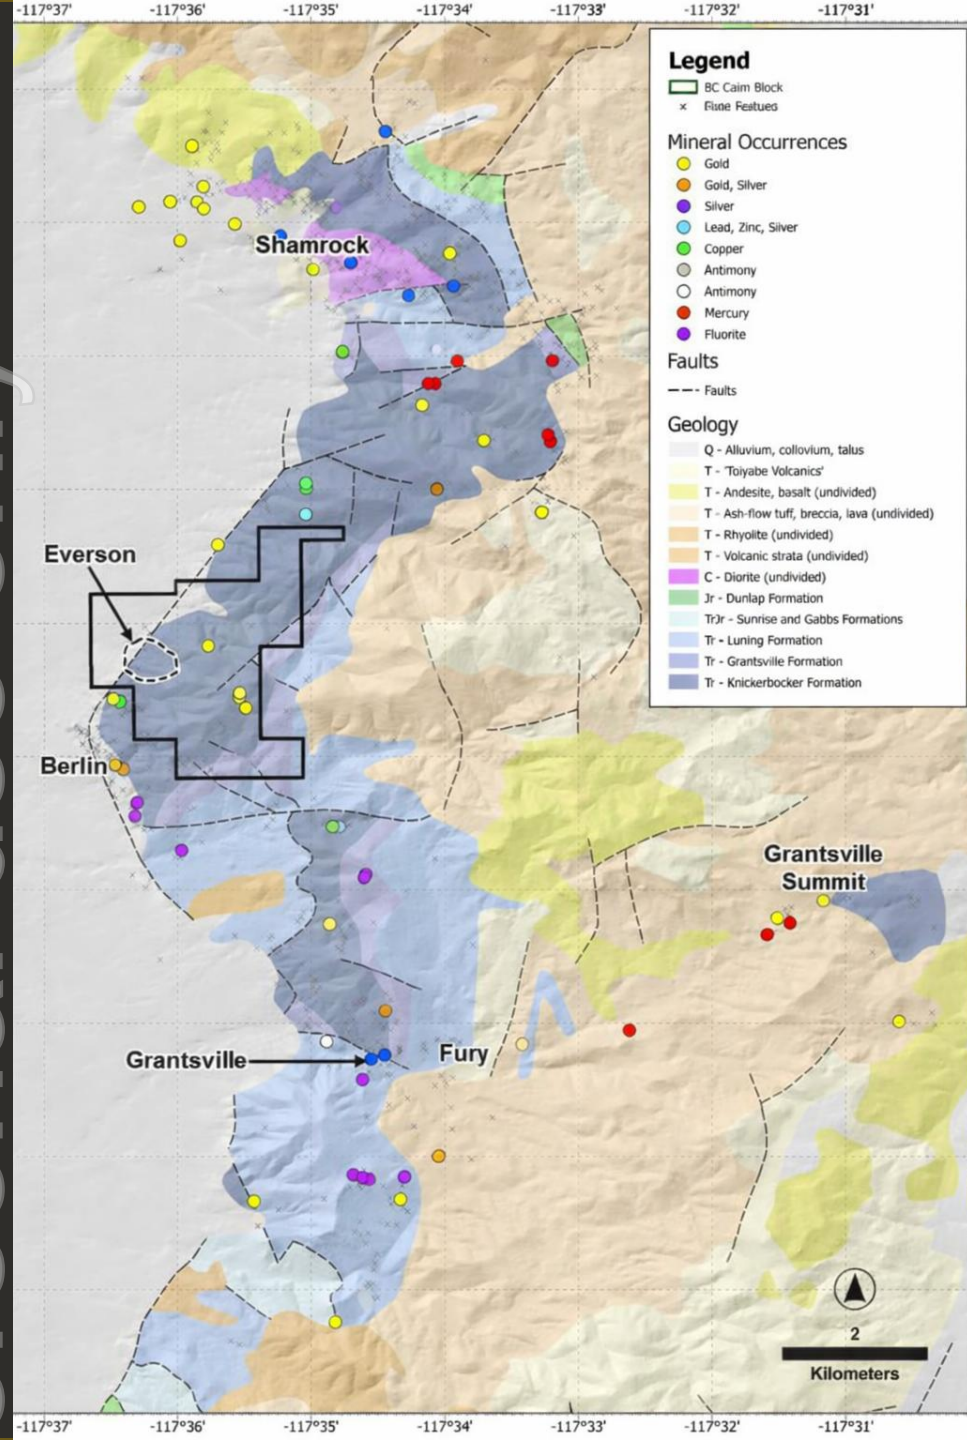 -117°37' -117°36' -117°35' -117°34' -117°33' -117°32' -117°31'
Legend
BC Caim Block
× Eune Feətues
Mineral Occurrences
Gold
Gold, Silver
Silver
Lead, Zinc, Silver
Copper
Antimony
Antimony
Mercury
Fluorite
Faults
Faults
Geology
Q - Alluvium, collovium, talus
T - 'Toiyabe Volcanics'
T - Andesite, basalt (undivided)
T - Ash-flow tuff, breccia, lava (undivided)
T - Rhyolite (undivided)
T - Volcanic strata (undivided)
C - Diorite (undivided)
Jr - Dunlap Formation
TrJr - Sunrise and Gabbs Formations
Tr - Luning Formation
Tr - Grantsville Formation
Tr - Knickerbocker Formation
Shamrock
Everson
Berlin
Grantsville
Summit
Grantsville
Fury
2
Kilometers
-117°37' -117°36' -117°35' -117°34' -117°33' -117°32' -117°31'